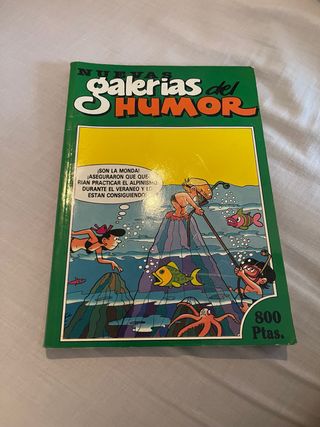 NUEVAS
galerias del
HUMOR
¡SON LA MONDA!
¡ASEGURARON QUE QUE-
RIAN PRACTICAR EL ALPINISMO
DURANTE EL VERANEO Y LO
ESTAN CONSIGUIENDO!
800
Ptas.